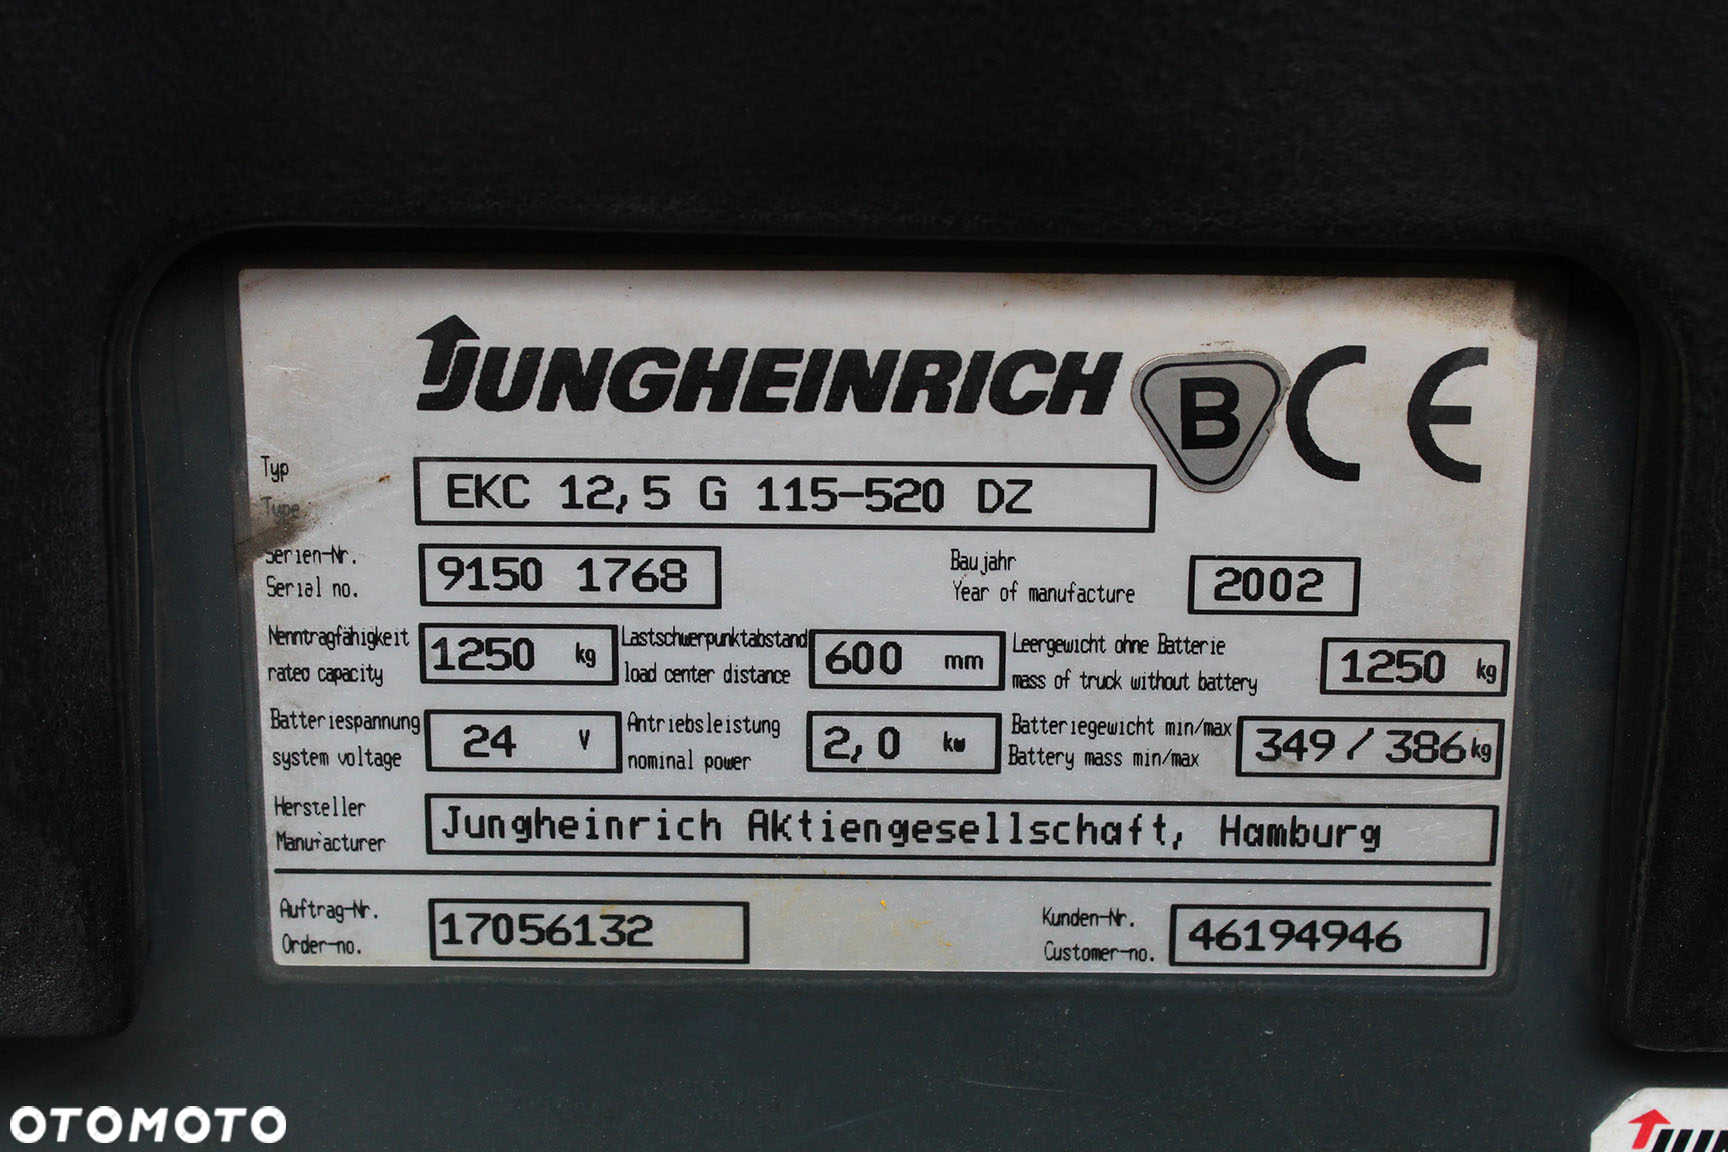 JUNGHEINRICH B CE
Typ
Type
EKC 12,5 G 115-520 DZ
Serien-Nr.
Serial no.
9150 1768
Baujahr
Year of manufacture
2002
Nenntragfähigkeit
rated capacity
1250 kg
Lastschwerpunktabstand
load center distance
600 mm
Leergewicht ohne Batterie
mass of truck without battery
1250 kg
Batteriespannung
system voltage
24 V
Antriebsleistung
nominal power
2,0 kw
Batteriegewicht min/max
Battery mass min/max
349 / 386 kg
Hersteller
Manufacturer
Jungheinrich Aktiengesellschaft, Hamburg
Auftrag-Nr.
Order-no.
17056132
Kunden-Nr.
Customer-no.
46194946
OTOMOTO